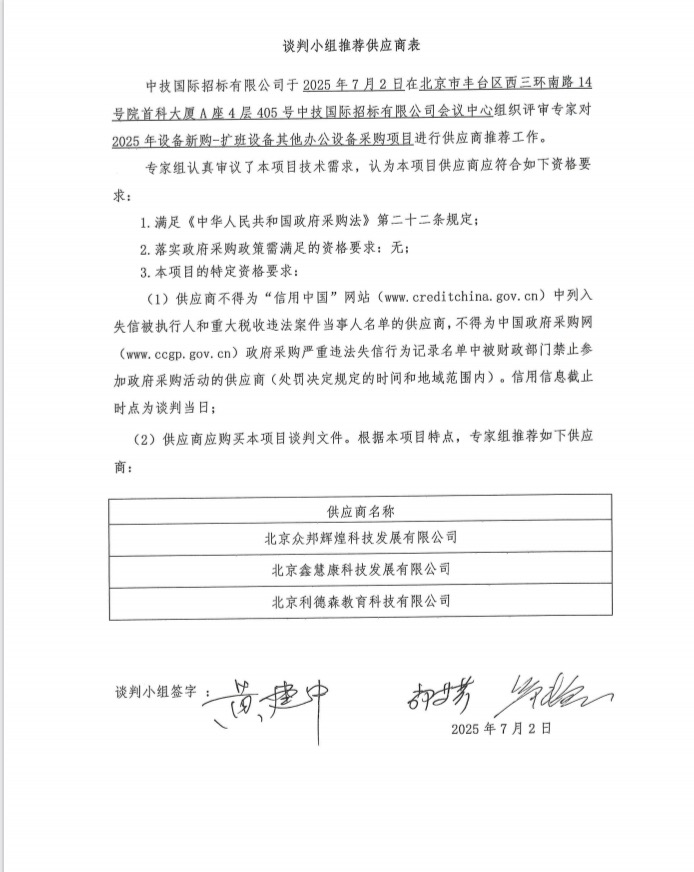 谈判小组推荐供应商表
中技国际招标有限公司于 2025 年 7 月 2 日在北京市丰台区西三环南路 14
号院首科大厦 A 座 4 层 405 号中技国际招标有限公司会议中心组织评审专家对
2025 年设备新购-扩班设备其他办公设备采购项目进行供应商推荐工作。
专家组认真审议了本项目技术需求，认为本项目供应商应符合如下资格要
求：
1.满足《中华人民共和国政府采购法》第二十二条规定；
2.落实政府采购政策需满足的资格要求：无；
3.本项目的特定资格要求：
（1）供应商不得为“信用中国”网站（www.creditchina.gov.cn）中列入
失信被执行人和重大税收违法案件当事人名单的供应商，不得为中国政府采购网
（www.ccgp.gov.cn）政府采购严重违法失信行为记录名单中被财政部门禁止参
加政府采购活动的供应商（处罚决定规定的时间和地域范围内）。信用信息截止
时点为谈判当日；
（2）供应商应购买本项目谈判文件。根据本项目特点，专家组推荐如下供应
商：
供应商名称
北京众邦辉煌科技发展有限公司
北京鑫慧康科技发展有限公司
北京利德森教育科技有限公司
谈判小组签字 ： 黄建中
2025 年 7 月 2 日